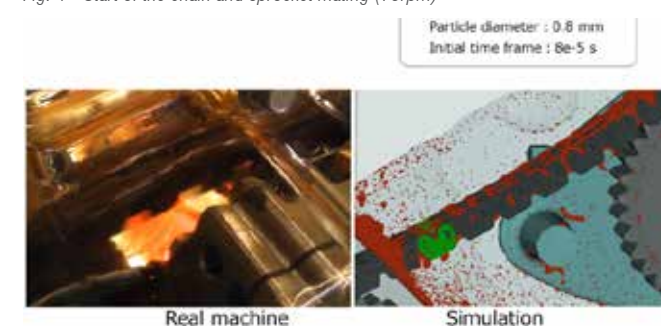 Particle diameter : 0.8 mm
Initial time frame : 8e-5 s
Real machine
Simulation